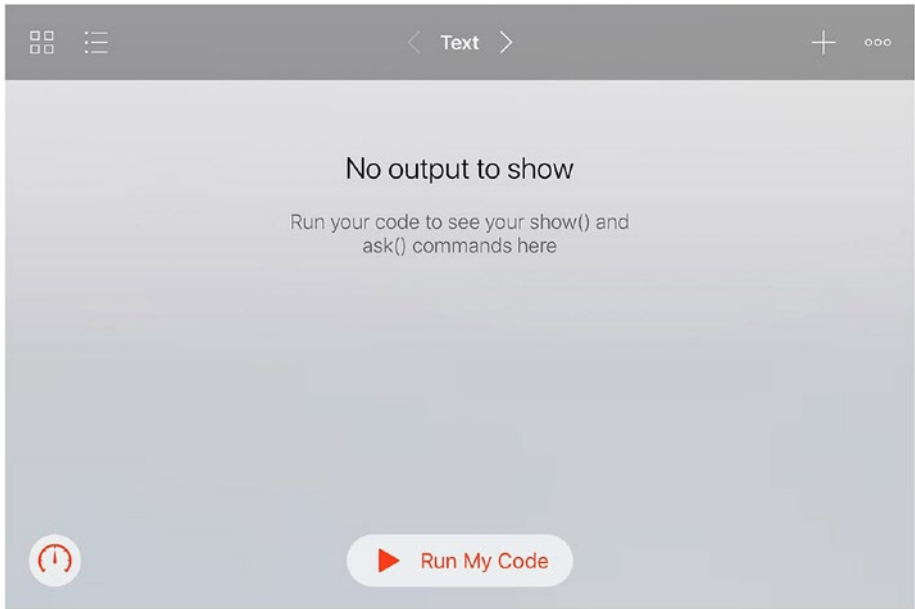 Text
No output to show
Run your code to see your show() and
ask() commands here
Run My Code